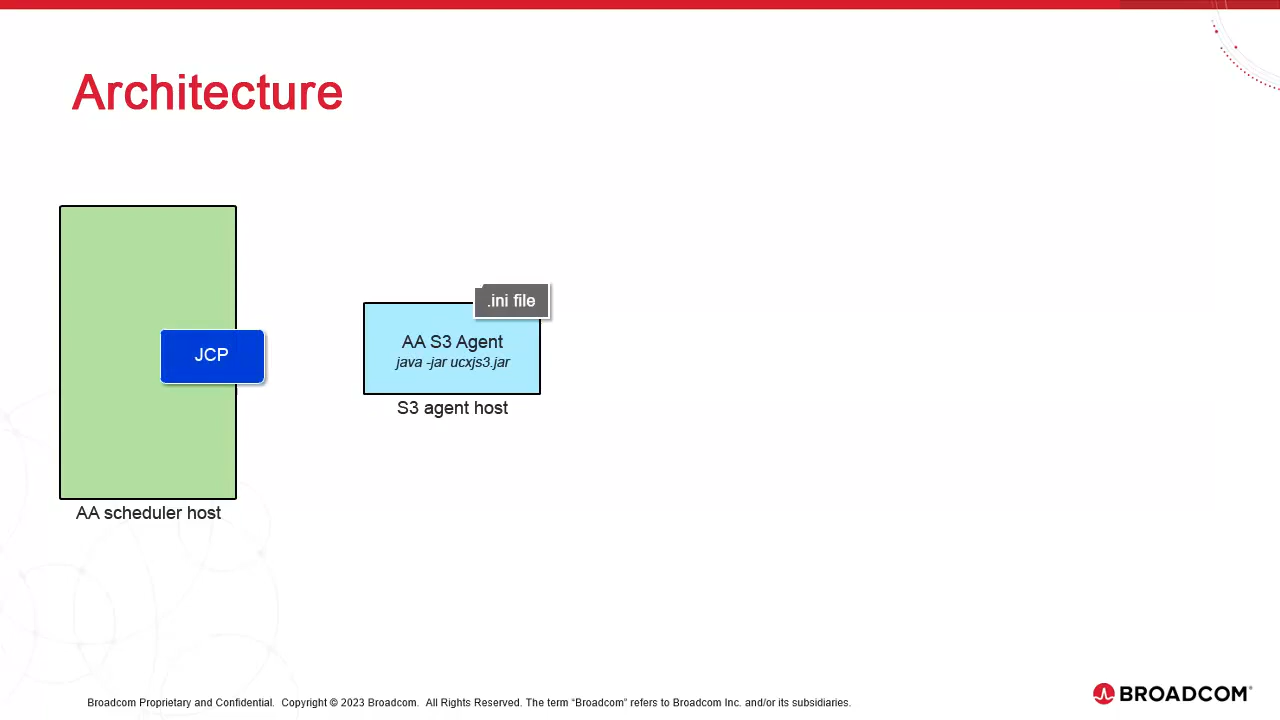 Architecture
.ini file
AA S3 Agent
java -jar ucxjs3.jar
JCP
S3 agent host
AA scheduler host
BROADCOM®
Broadcom Proprietary and Confidential. Copyright © 2023 Broadcom. All Rights Reserved. The term “Broadcom” refers to Broadcom Inc. and/or its subsidiaries.